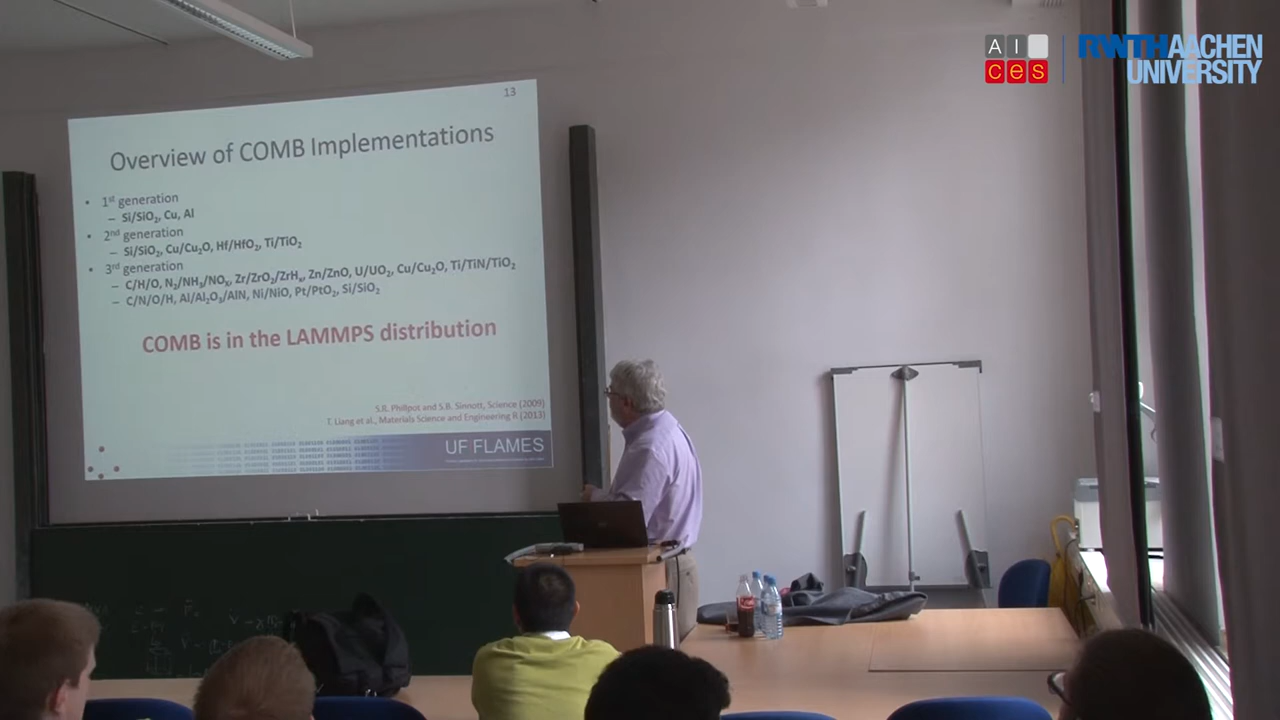 13
Overview of COMB Implementations
• 1st generation
– Si/SiO2, Cu, Al
• 2nd generation
– Si/SiO2, Cu/Cu2O, Hf/HfO2, Ti/TiO2
• 3rd generation
– C/H/O, N2/NH3/NOx, Zr/ZrO2/ZrHx, Zn/ZnO, U/UO2, Cu/Cu2O, Ti/TiN/TiO2
– C/N/O/H, Al/Al2O3/AlN, Ni/NiO, Pt/PtO2, Si/SiO2
COMB is in the LAMMPS distribution
S.R. Phillpot and S.B. Sinnott, Science (2009)
T. Liang et al., Materials Science and Engineering R (2013)
UF FLAMES
AICes
RWTHAACHEN
UNIVERSITY